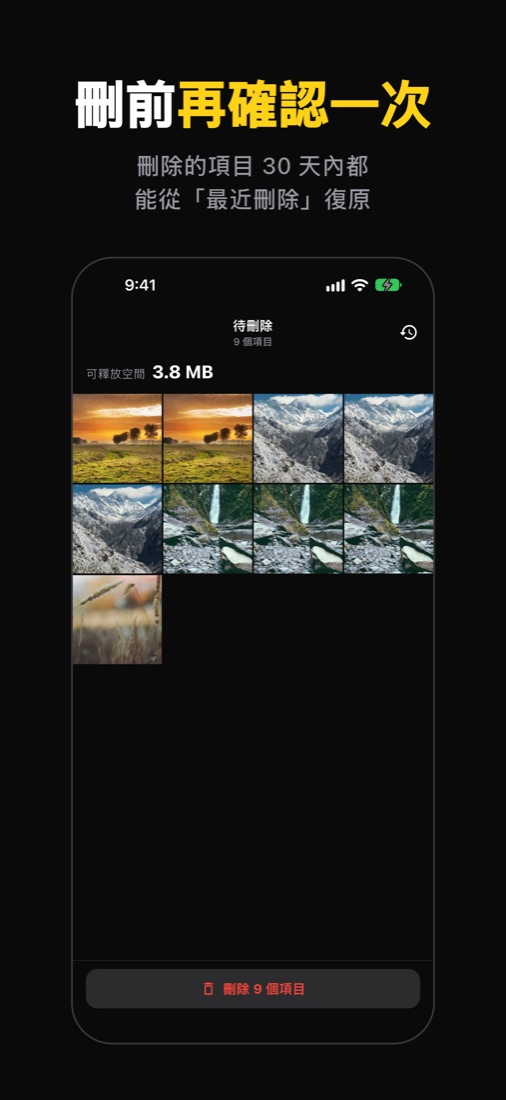 刪前再確認一次
刪除的項目 30 天內都
能從「最近刪除」復原
9:41
待刪除
9 個項目
可釋放空間 3.8 MB
刪除 9 個項目